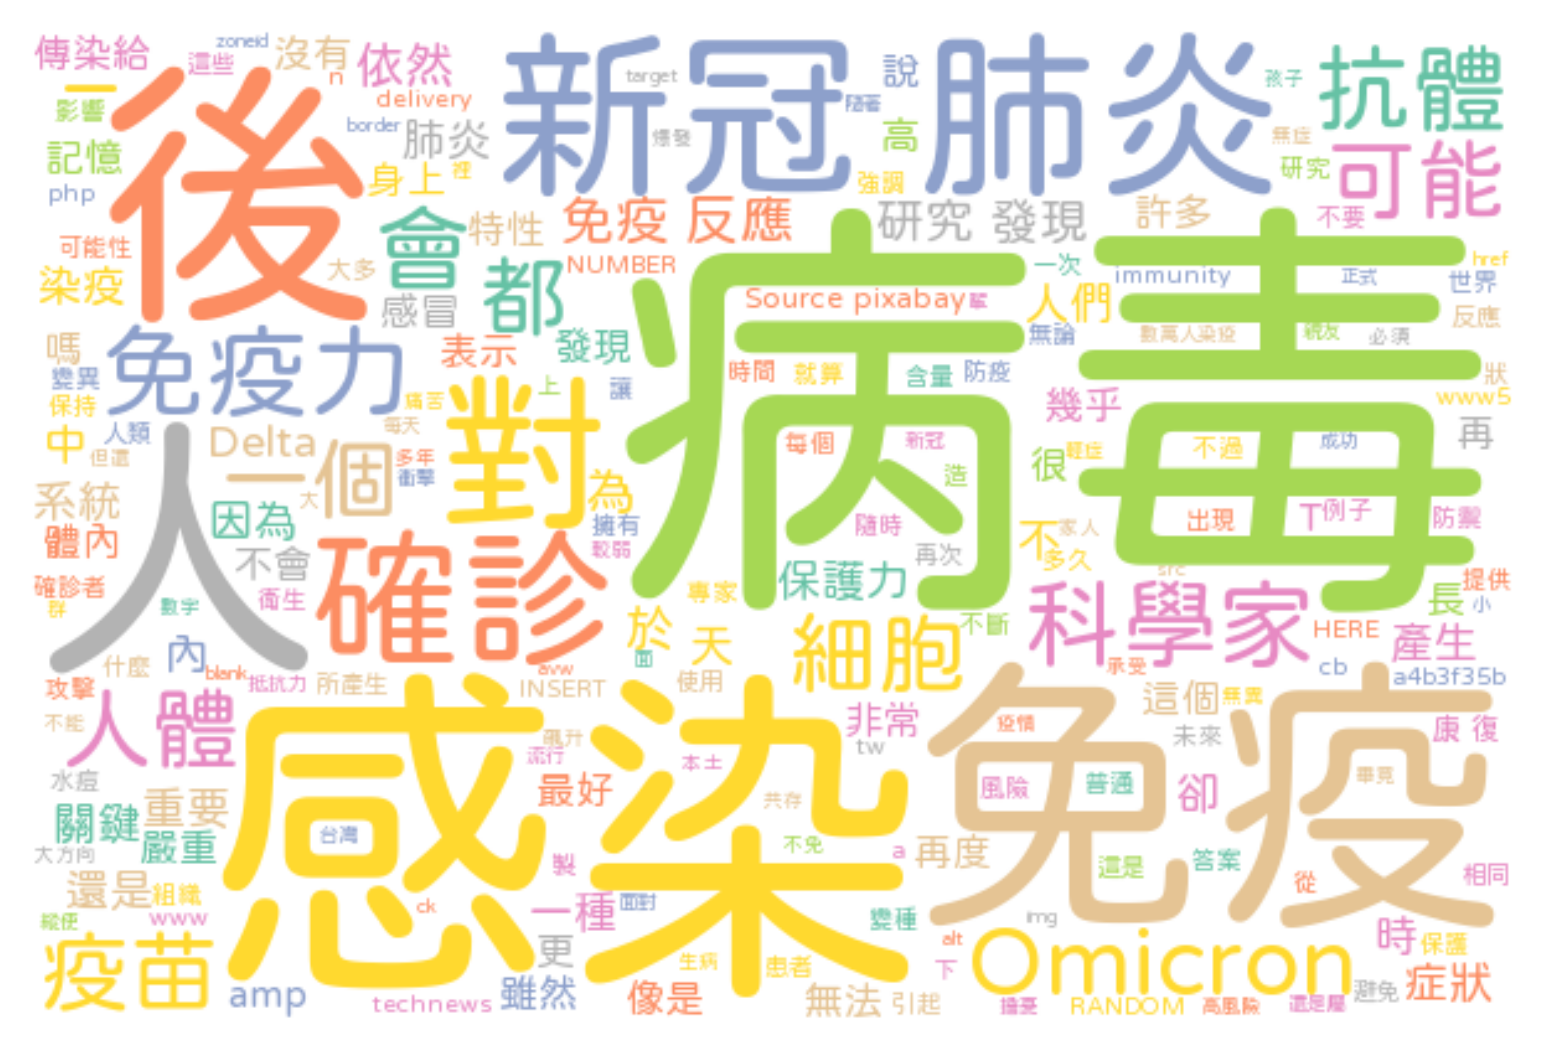 傳染給
zoneid
這些
沒有
n
依然
一
影響
delivery
記憶
border
肺炎
php
身上
裡
後
新冠肺炎
target
爆發
隨著
說
高
強調
孩子
無症
研究
抗體
可能
不要
可能性
染疫
大多
會
特性
感冒
都
免疫 反應
NUMBER
研究 發現
許多
Source pixabay
一次
人們
無論
immunity
正式
href
世界
反應
數萬人染疫
親友
必須
狀
www5
嗎
變異
保持
免疫力
表示
發現
上
讓
痛苦
每天
時間
就算
含量
防疫
幾乎
再
病毒
中
人類
但還
Delta
一個
多年
衝擊
大
對
為
每個
新冠
很
輕症
不過
成功
造
系統
體內
因為
不會
擁有
較弱
隨時
再次
不
家人
多久
出現
T
例子
防禦
人
確診者
群
數字
衛生
確診
專家
保護力
src
科學家
長
提供
小
內
什麼
blank
於
面
天
細胞
不斷
HERE
產生
攻擊
抵抗力
所產生
avw
INSERT
使用
承受
cb
a4b3f35b
不能
人體
飆升
流行
非常
tw
這個
無異
疫情
未來
康 復
水痘
本土
感染
免疫
關鍵
重要
最好
共存
風險
普通
卻
畢竟
大方向
嚴重
台灣
不免
製
a
再度
這是
答案
從
相同
還是
組織
縱便
www
ck
一種
面對
變種
img
alt
時
保護
疫苗
amp
更
生病
患者
下
Omicron
technews
雖然
像是
無法
引起
擔憂
RANDOM
高風險
還是屬
避免
症狀